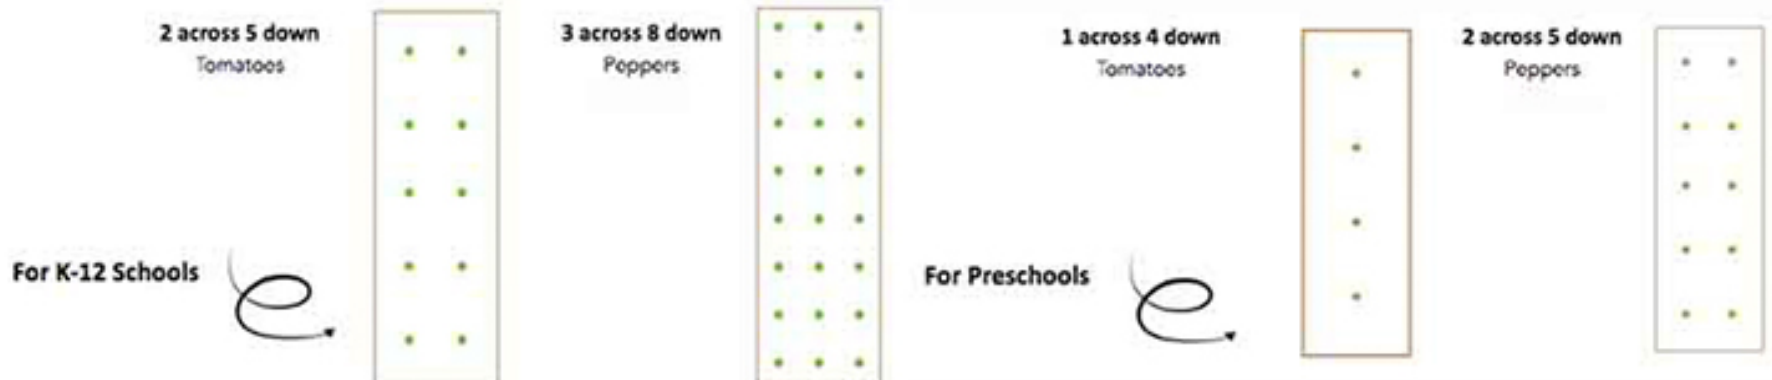 2 across 5 down
Tomatoes
3 across 8 down
Peppers
For K-12 Schools
1 across 4 down
Tomatoes
2 across 5 down
Peppers
For Preschools